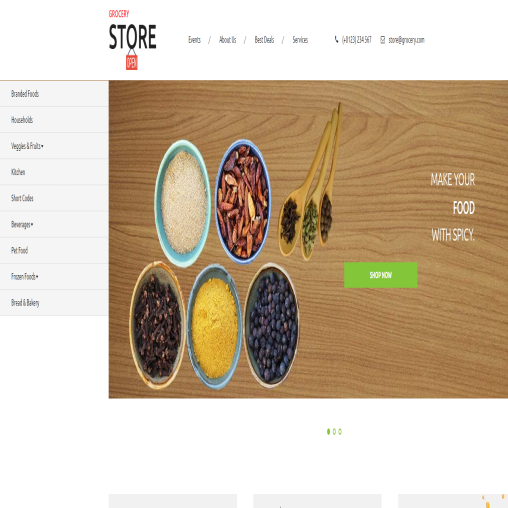 GROCERY
STORE
OPEN
Events / About Us / Best Deals / Services
(+0123) 234 567 store@grocery.com
Branded Foods
Households
Veggies & Fruits
Kitchen
Short Codes
Beverages
Pet Food
Frozen Foods
Bread & Bakery
MAKE YOUR
FOOD
WITH SPICY.
SHOP NOW